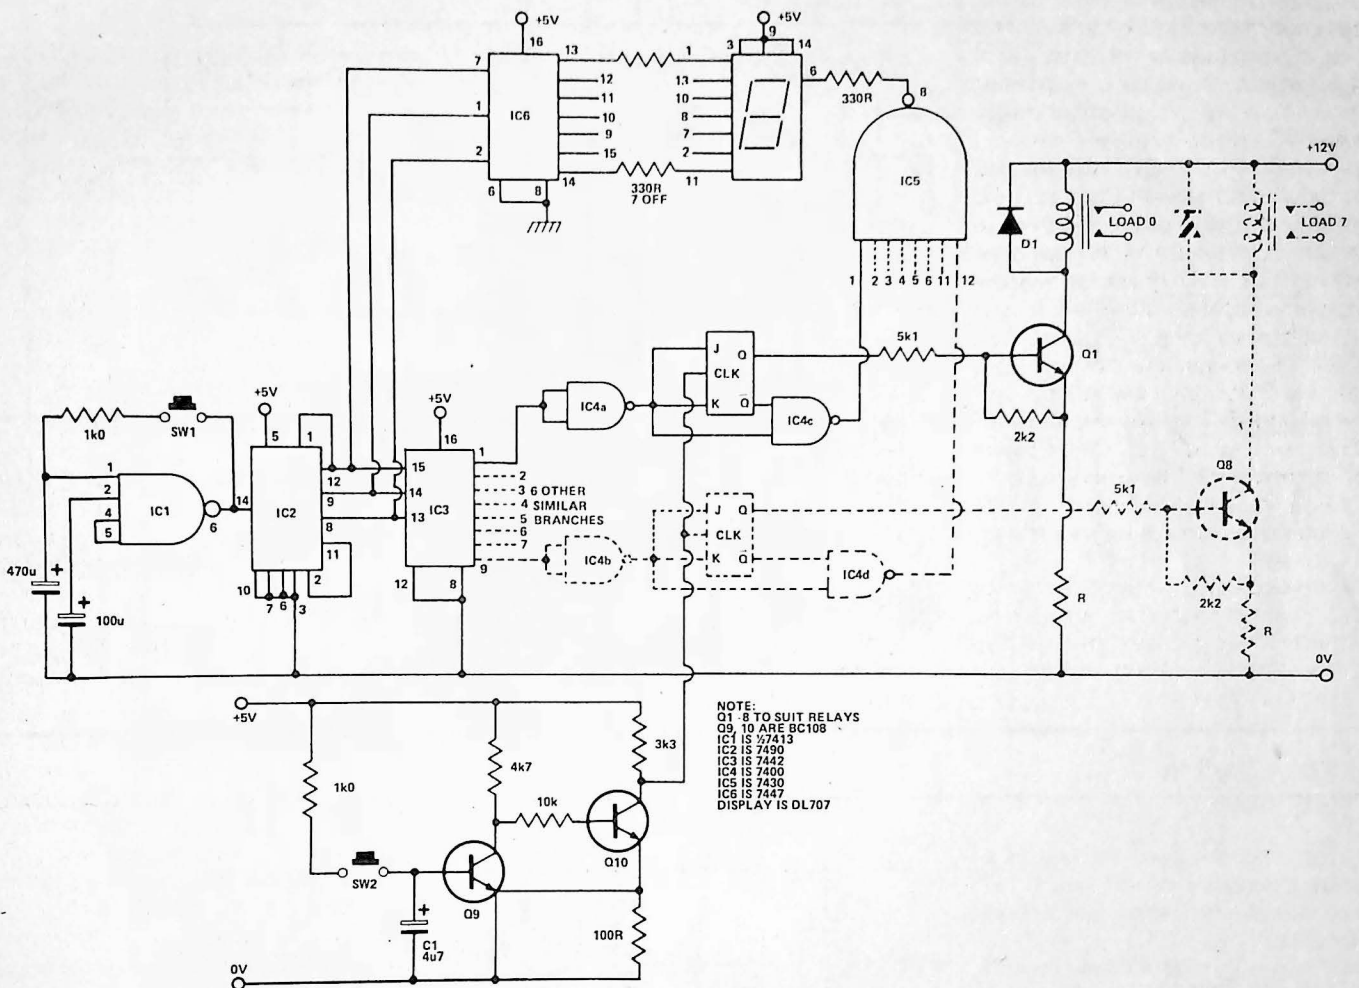 +5V
16
7
1
2
IC6
13
12
11
10
9
15
14
6
8
330R
7 OFF
+5V
9
3
14
1
13
10
8
7
2
11
6
330R
8
IC5
1
2
3
4
5
6
11
12
+12V
D1
LOAD 0
LOAD 7
5k1
Q1
2k2
R
J
Q
CLK
K
Q̅
IC4a
IC4c
1k0
SW1
1
2
4
5
IC1
6
14
470u
+
100u
+
+5V
5
1
IC2
12
9
8
11
10
7
6
3
2
+5V
16
15
14
13
IC3
12
8
1
2
3 6 OTHER
4 SIMILAR
5 BRANCHES
6
7
9
IC4b
J
Q
CLK
K
Q̅
IC4d
5k1
Q8
2k2
R
0V
+5V
1k0
SW2
C1
4u7
+
4k7
10k
Q9
Q10
3k3
100R
0V
NOTE:
Q1 -8 TO SUIT RELAYS
Q9, 10 ARE BC108
IC1 IS ½7413
IC2 IS 7490
IC3 IS 7442
IC4 IS 7400
IC5 IS 7430
IC6 IS 7447
DISPLAY IS DL707